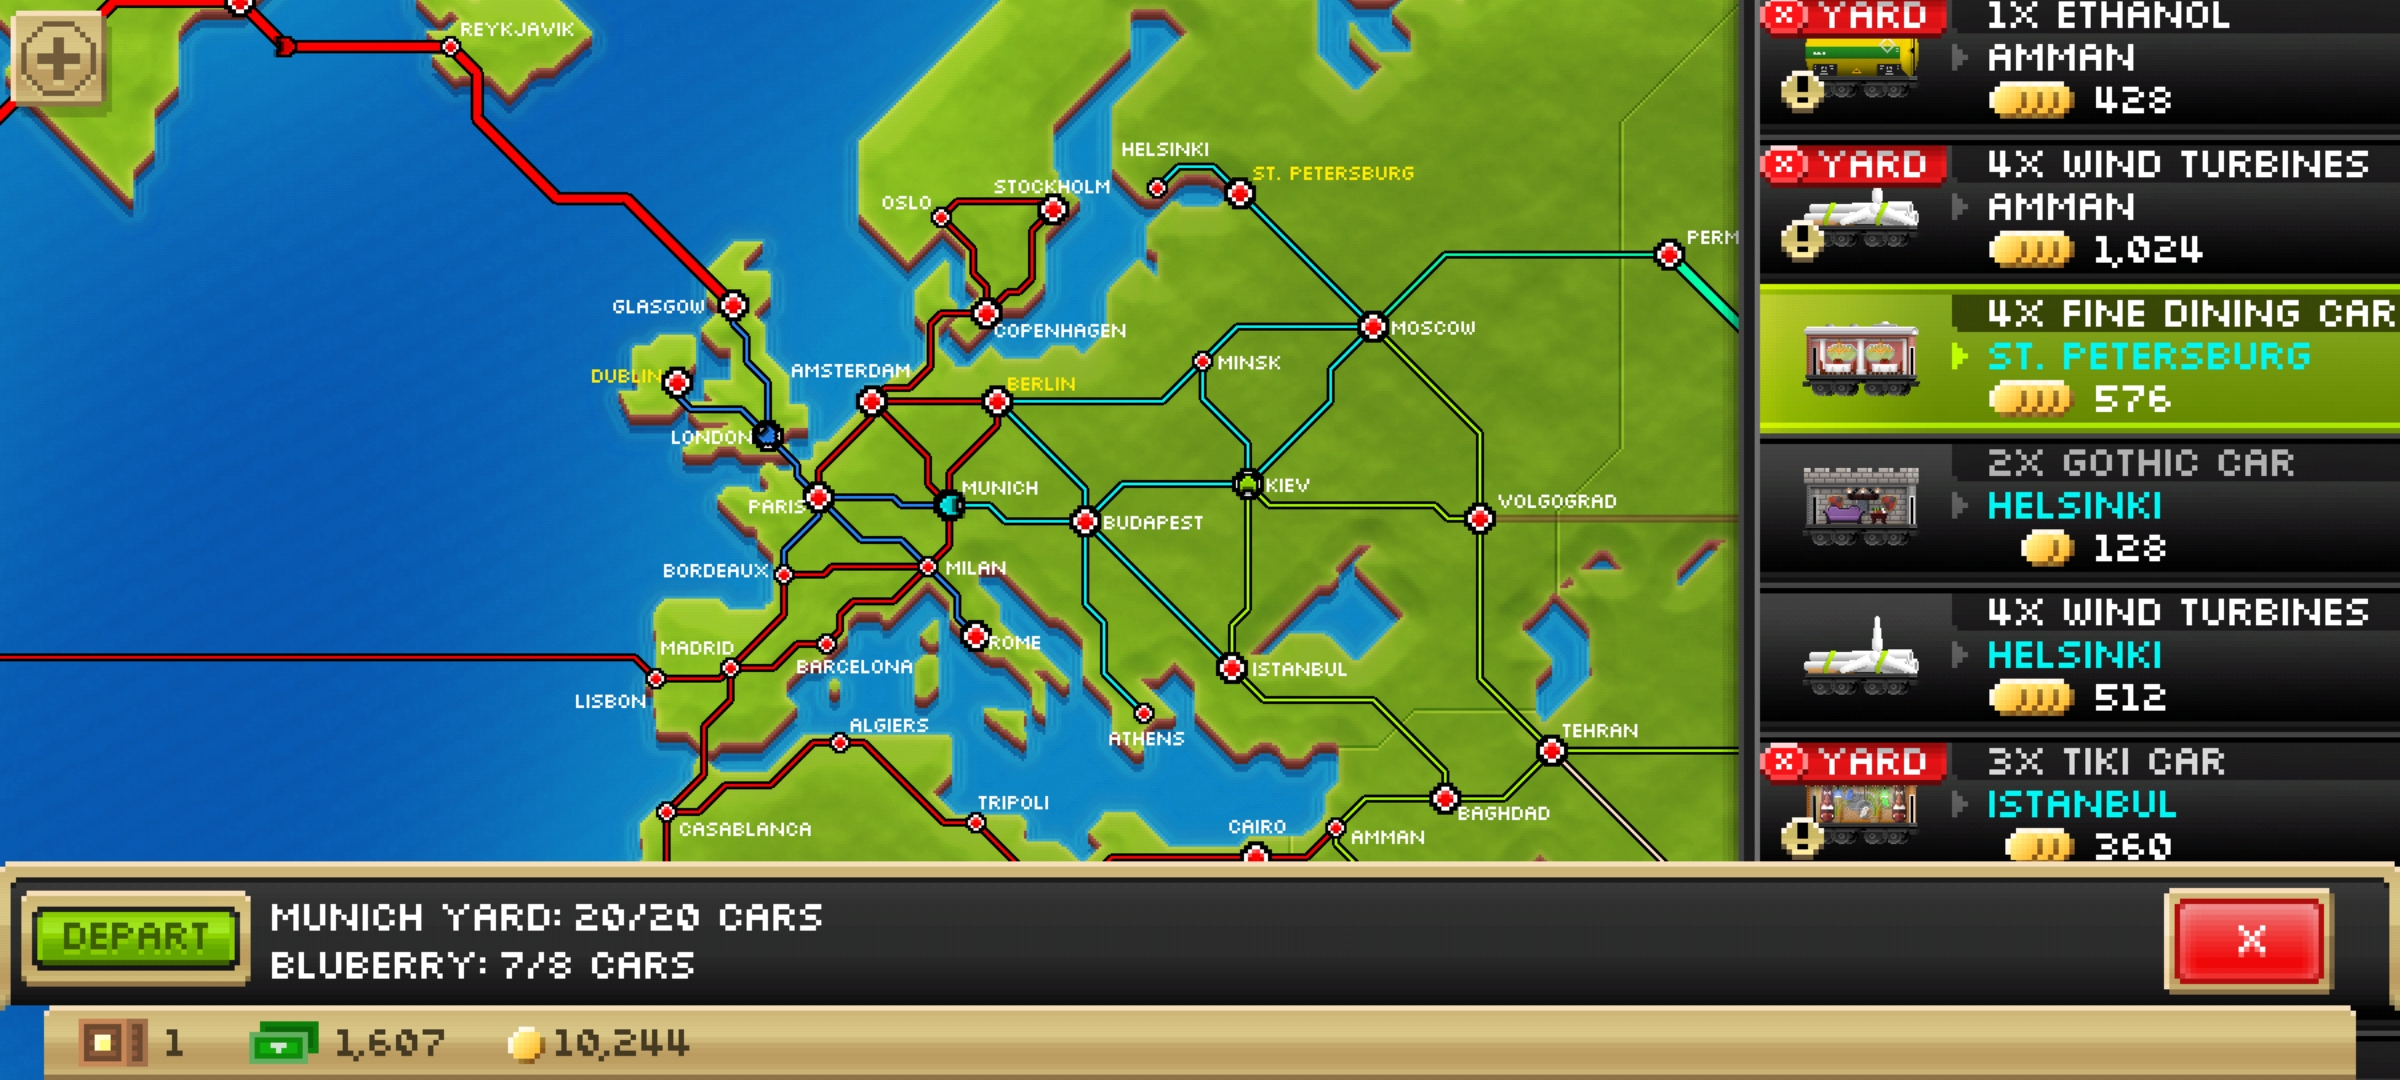 REYKJAVIK
HELSINKI
ST. PETERSBURG
STOCKHOLM
OSLO
PERM
GLASGOW
COPENHAGEN
MOSCOW
MINSK
AMSTERDAM
DUBLIN
BERLIN
LONDON
MUNICH
KIEV
PARIS
VOLGOGRAD
BUDAPEST
BORDEAUX
MILAN
MADRID
ROME
BARCELONA
ISTANBUL
LISBON
ALGIERS
ATHENS
TEHRAN
TRIPOLI
CASABLANCA
CAIRO
BAGHDAD
AMMAN
YARD
1X ETHANOL
AMMAN
428
YARD
4X WIND TURBINES
AMMAN
1,024
4X FINE DINING CAR
ST. PETERSBURG
576
2X GOTHIC CAR
HELSINKI
128
4X WIND TURBINES
HELSINKI
512
YARD
3X TIKI CAR
ISTANBUL
360
DEPART
MUNICH YARD: 20/20 CARS
BLUBERRY: 7/8 CARS
X
1
1,607
10,244